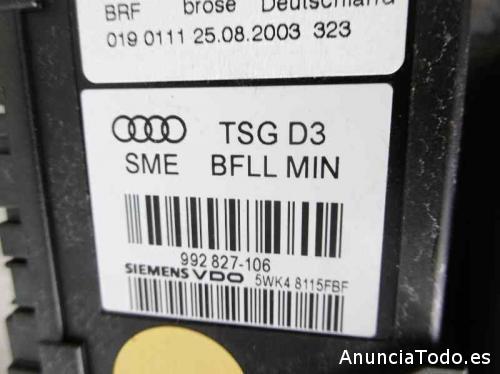 BRF brose Deutschland
019 0111 25.08.2003 323
TSG D3
SME BFLL MIN
992 827-106
SIEMENS VDO 5WK4 8115FBF
AnunciaTodo.es